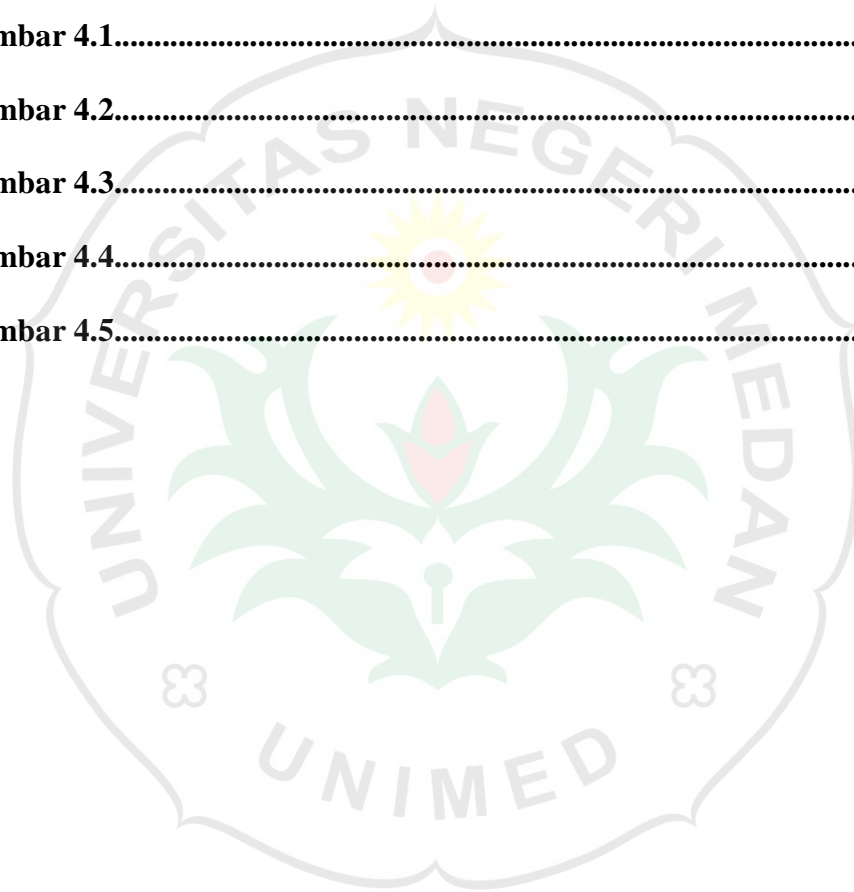 mbar 4.1..........................................................................................
mbar 4.2..........................................................................................
mbar 4.3..........................................................................................
mbar 4.4..........................................................................................
mbar 4.5..........................................................................................
UNIVERSITAS NEGERI MEDAN
UNIMED